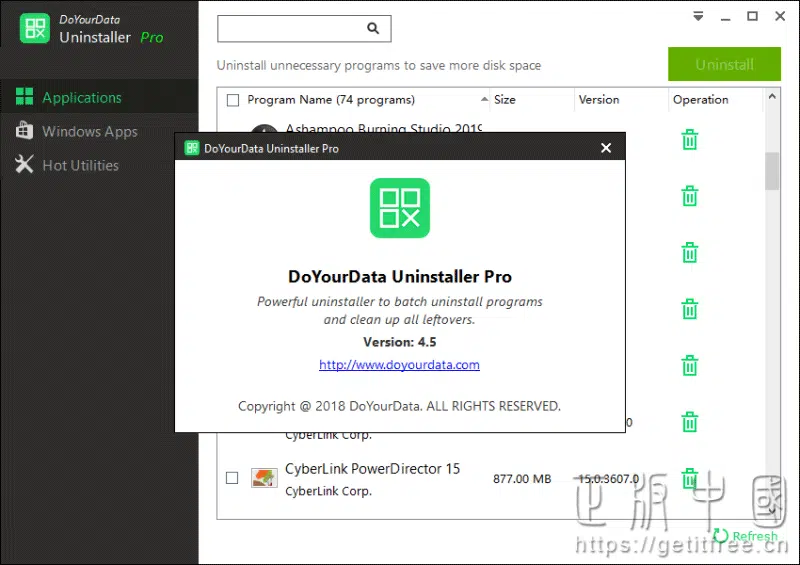 DoYourData
Uninstaller Pro
Uninstall unnecessary programs to save more disk space
Uninstall
Applications
Windows Apps
Hot Utilities
Program Name (74 programs) Size Version Operation
Ashampoo Burning Studio 2019
DoYourData Uninstaller Pro
DoYourData Uninstaller Pro
Powerful uninstaller to batch uninstall programs
and clean up all leftovers.
Version: 4.5
http://www.doyourdata.com
Copyright @ 2018 DoYourData. ALL RIGHTS RESERVED.
.0
CyberLink Corp.
CyberLink PowerDirector 15 877.00 MB 15.0.3607.0
CyberLink Corp.
正版中國
Refresh
https://getitfree.cn